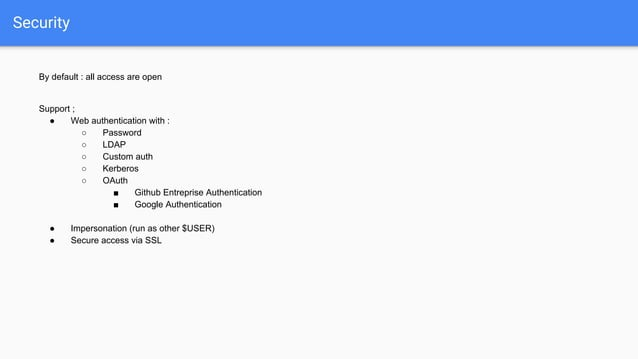 Security
By default : all access are open
Support ;
● Web authentication with :
○ Password
○ LDAP
○ Custom auth
○ Kerberos
○ OAuth
■ Github Entreprise Authentication
■ Google Authentication
● Impersonation (run as other $USER)
● Secure access via SSL